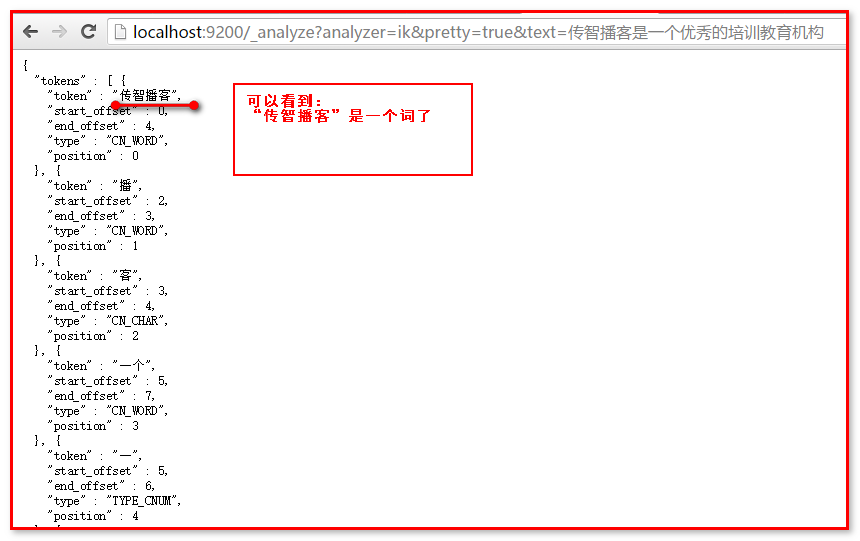 localhost:9200/_analyze?analyzer=ik&pretty=true&text=传智播客是一个优秀的培训教育机构
{
"tokens" : [ {
"token" : "传智播客",
"start_offset" : 0,
"end_offset" : 4,
"type" : "CN_WORD",
"position" : 0
}, {
"token" : "播",
"start_offset" : 2,
"end_offset" : 3,
"type" : "CN_WORD",
"position" : 1
}, {
"token" : "客",
"start_offset" : 3,
"end_offset" : 4,
"type" : "CN_CHAR",
"position" : 2
}, {
"token" : "一个",
"start_offset" : 5,
"end_offset" : 7,
"type" : "CN_WORD",
"position" : 3
}, {
"token" : "一",
"start_offset" : 5,
"end_offset" : 6,
"type" : "TYPE_CNUM",
"position" : 4
可以看到：
“传智播客”是一个词了